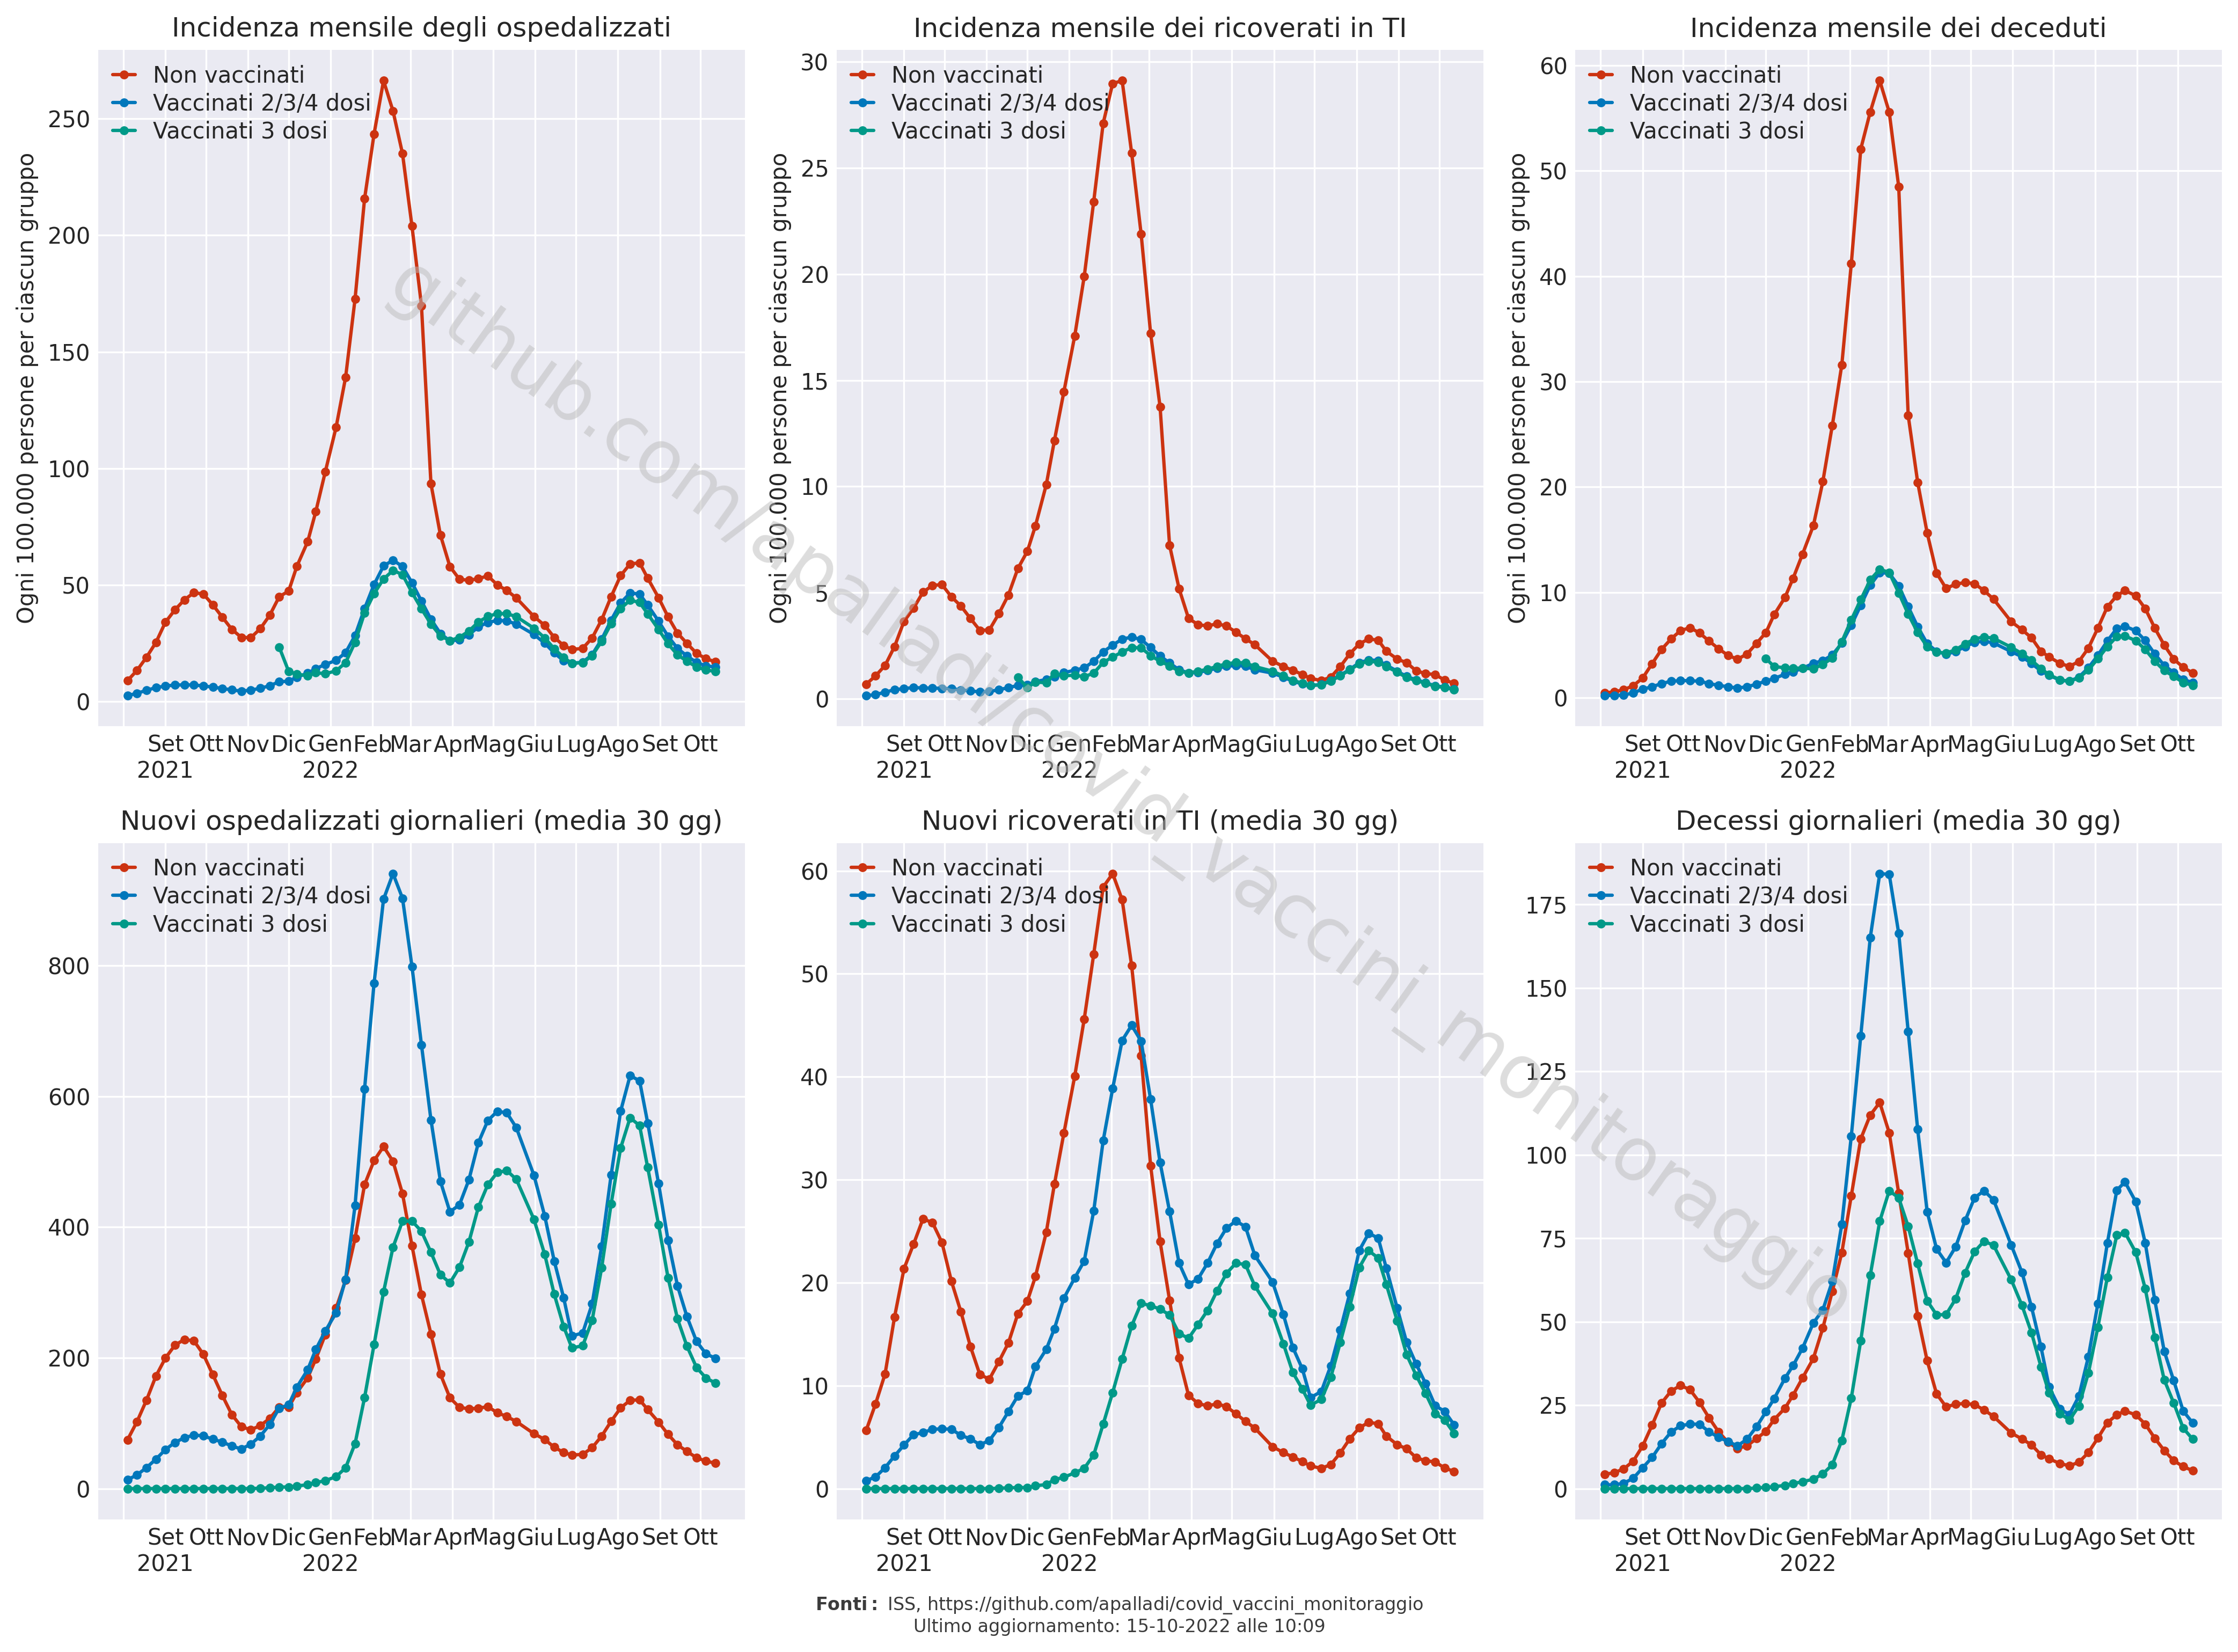 Incidenza mensile degli ospedalizzati
Ogni 100.000 persone per ciascun gruppo
Non vaccinati
Vaccinati 2/3/4 dosi
Vaccinati 3 dosi
250
200
150
100
50
0
Set Ott Nov Dic Gen Feb Mar Apr Mag Giu Lug Ago Set Ott
2021 2022
Incidenza mensile dei ricoverati in TI
Ogni 100.000 persone per ciascun gruppo
Non vaccinati
Vaccinati 2/3/4 dosi
Vaccinati 3 dosi
30
25
20
15
10
5
0
Set Ott Nov Dic Gen Feb Mar Apr Mag Giu Lug Ago Set Ott
2021 2022
Incidenza mensile dei deceduti
Ogni 100.000 persone per ciascun gruppo
Non vaccinati
Vaccinati 2/3/4 dosi
Vaccinati 3 dosi
60
50
40
30
20
10
0
Set Ott Nov Dic Gen Feb Mar Apr Mag Giu Lug Ago Set Ott
2021 2022
github.com/apalladi/covid_vaccini_monitoraggio
Nuovi ospedalizzati giornalieri (media 30 gg)
Non vaccinati
Vaccinati 2/3/4 dosi
Vaccinati 3 dosi
800
600
400
200
0
Set Ott Nov Dic Gen Feb Mar Apr Mag Giu Lug Ago Set Ott
2021 2022
Nuovi ricoverati in TI (media 30 gg)
Non vaccinati
Vaccinati 2/3/4 dosi
Vaccinati 3 dosi
60
50
40
30
20
10
0
Set Ott Nov Dic Gen Feb Mar Apr Mag Giu Lug Ago Set Ott
2021 2022
Decessi giornalieri (media 30 gg)
Non vaccinati
Vaccinati 2/3/4 dosi
Vaccinati 3 dosi
175
150
125
100
75
50
25
0
Set Ott Nov Dic Gen Feb Mar Apr Mag Giu Lug Ago Set Ott
2021 2022
Fonti: ISS, https://github.com/apalladi/covid_vaccini_monitoraggio
Ultimo aggiornamento: 15-10-2022 alle 10:09